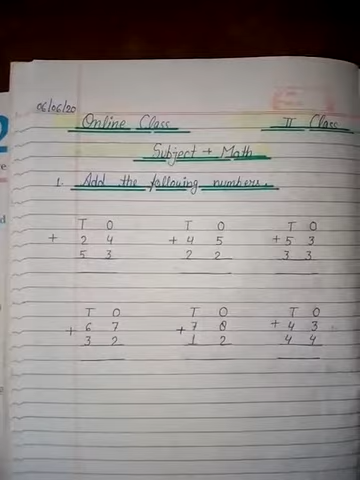 06/06/20
Online Class II Class
Subject → Math
1. Add the following numbers.
T O T O T O
+ 2 4 + 4 5 + 5 3
5 3 2 2 3 3
T O T O T O
+ 6 7 + 7 0 + 4 3
3 2 1 2 4 4